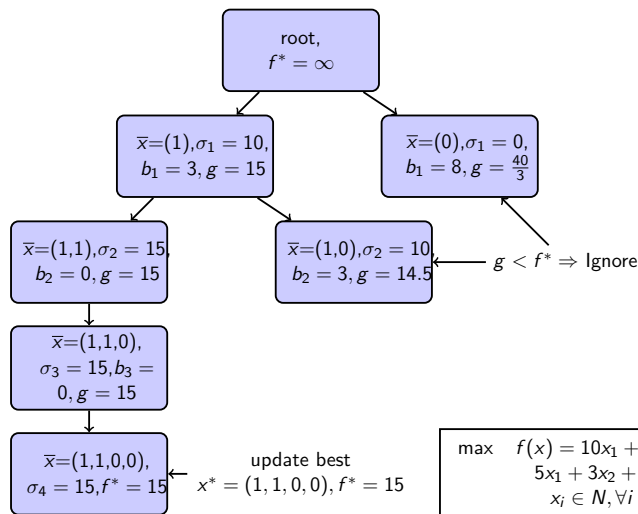 root,
f* = ∞
x̅=(1),σ₁ = 10,
b₁ = 3, g = 15
x̅=(0),σ₁ = 0,
b₁ = 8, g = 40/3
x̅=(1,1),σ₂ = 15,
b₂ = 0, g = 15
x̅=(1,0),σ₂ = 10,
b₂ = 3, g = 14.5
g < f* ⇒ Ignore
x̅=(1,1,0),
σ₃ = 15,b₃ =
0, g = 15
x̅=(1,1,0,0),
σ₄ = 15,f* = 15
update best
x* = (1, 1, 0, 0), f* = 15
max f(x) = 10x₁ +
5x₁ + 3x₂ +
xᵢ ∈ N, ∀i